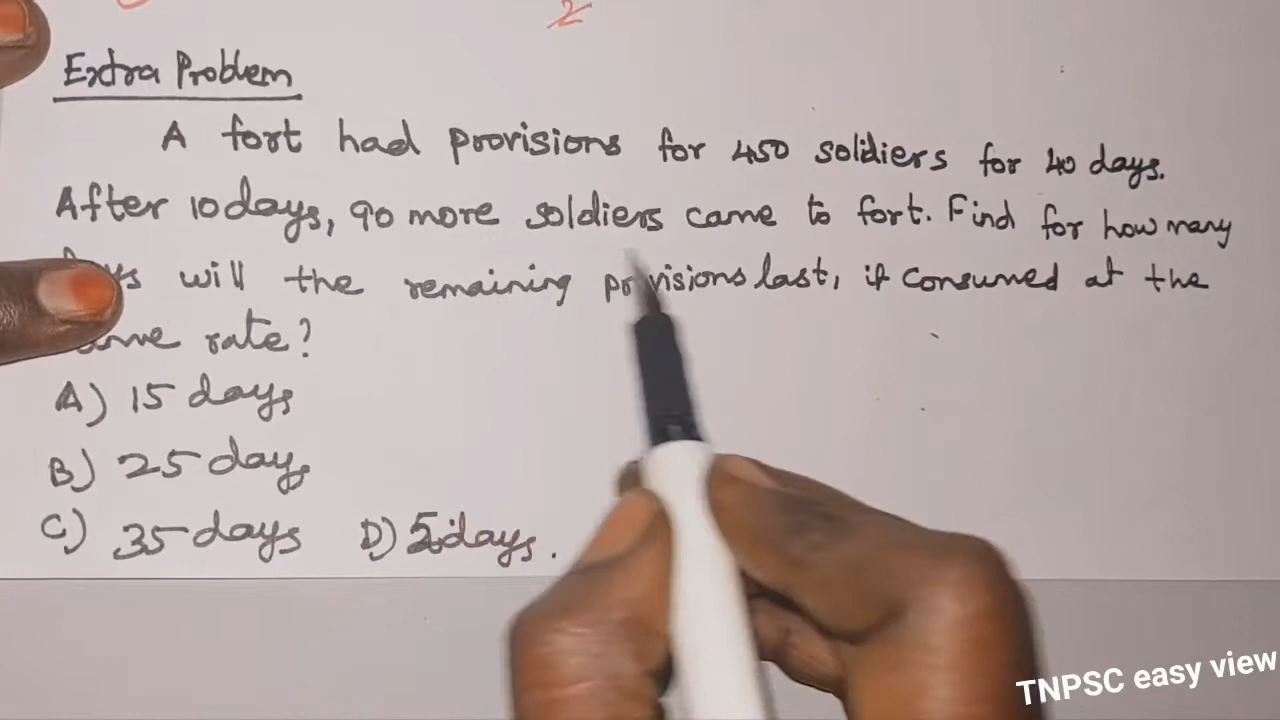 Extra Problem
A fort had provisions for 450 soldiers for 40 days.
After 10 days, 90 more soldiers came to fort. Find for how many
will the remaining provisions last, if consumed at the
rate?
A) 15 days
B) 25 days
C) 35 days D) days.
TNPSC easy view